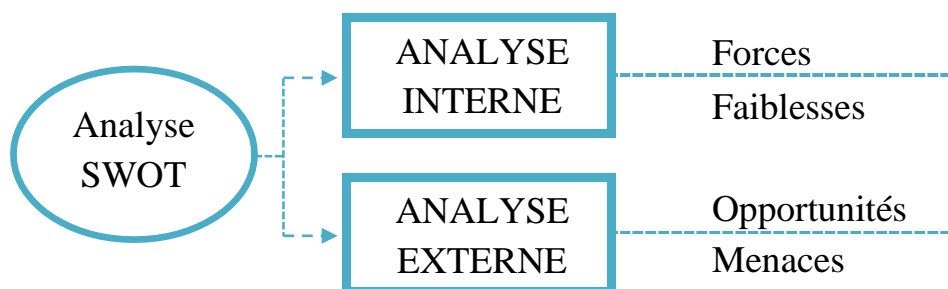 Analyse
SWOT
ANALYSE
INTERNE
Forces
Faiblesses
ANALYSE
EXTERNE
Opportunités
Menaces